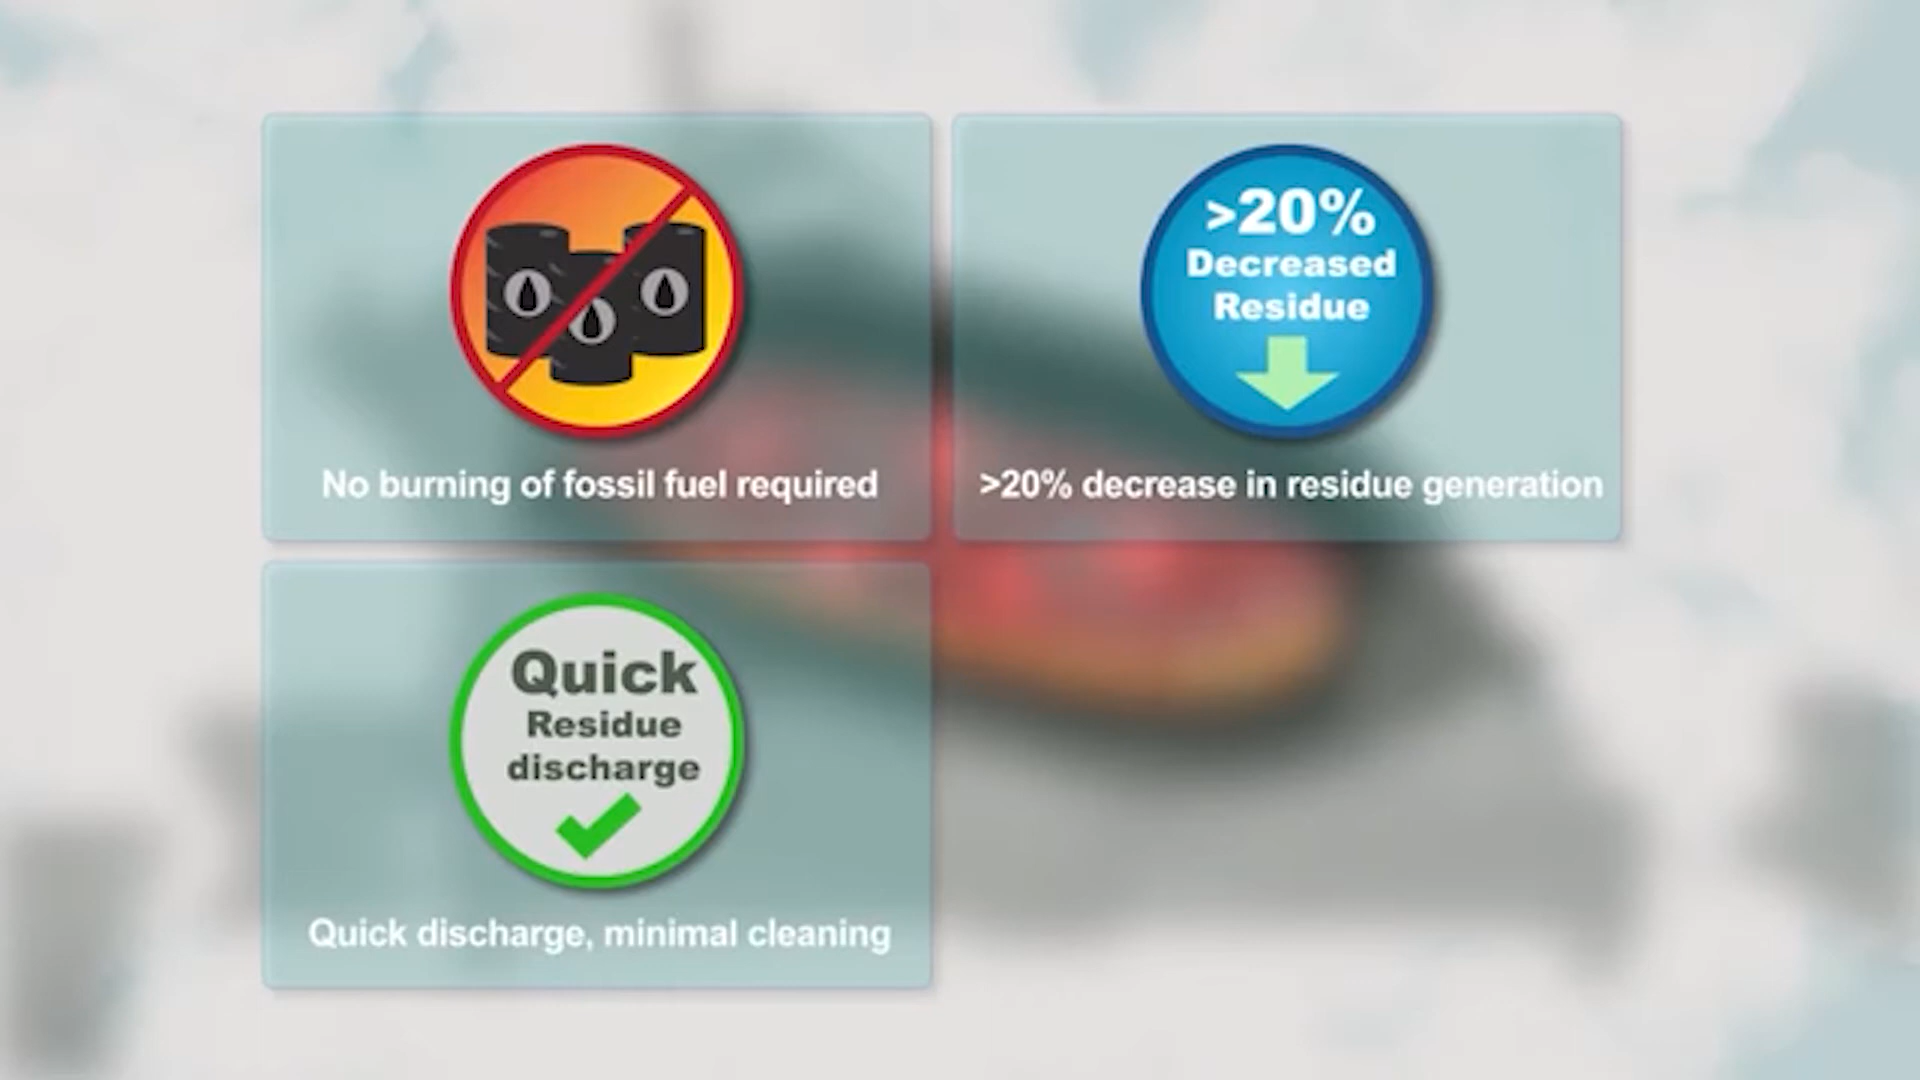 >20%
Decreased
Residue
No burning of fossil fuel required
>20% decrease in residue generation
Quick
Residue
discharge
Quick discharge, minimal cleaning